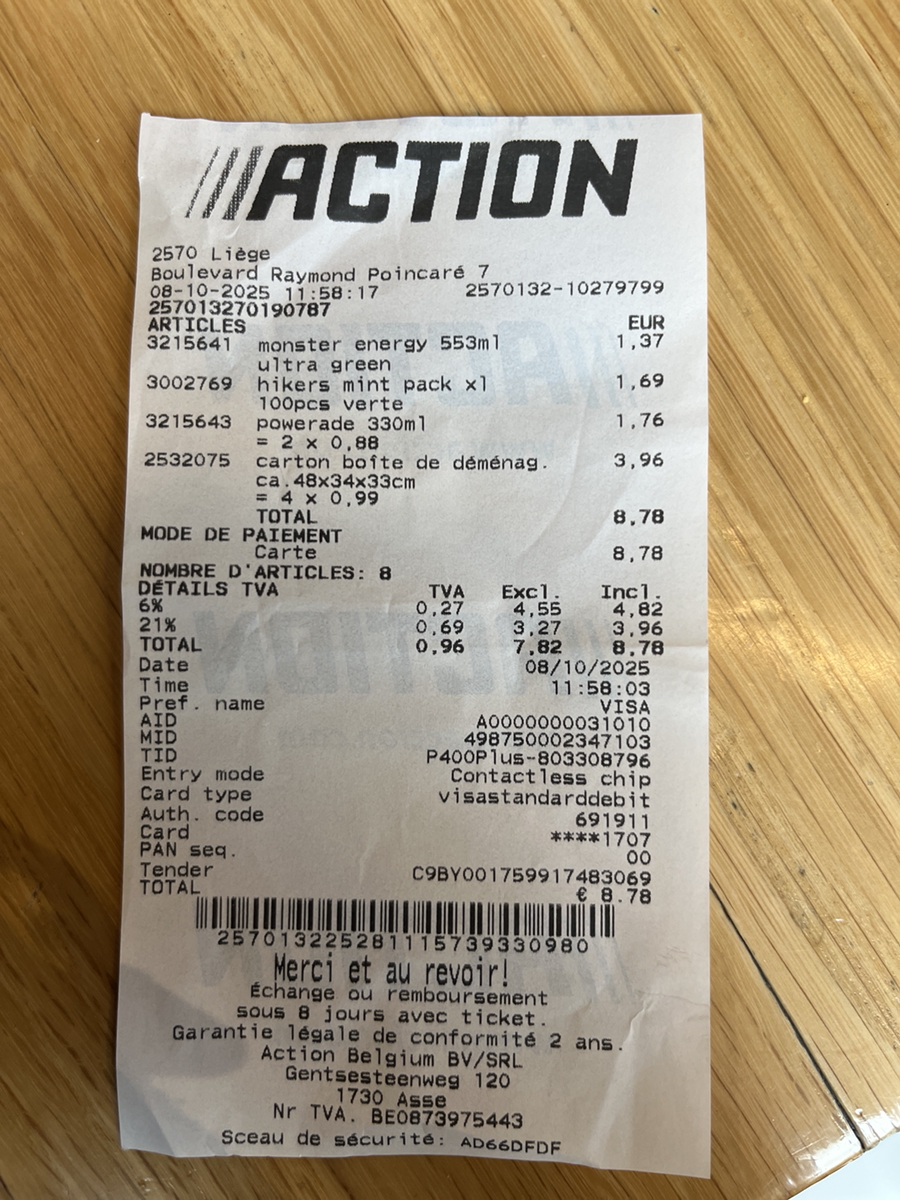 ///ACTION
2570 Liège
Boulevard Raymond Poincaré 7
08-10-2025 11:58:17 2570132-10279799
257013270190787
ARTICLES EUR
3215641 monster energy 553ml 1,37
ultra green
3002769 hikers mint pack xl 1,69
100pcs verte
3215643 powerade 330ml 1,76
= 2 x 0,88
2532075 carton boîte de déménag. 3,96
ca.48x34x33cm
= 4 x 0,99
TOTAL 8,78
MODE DE PAIEMENT
Carte 8,78
NOMBRE D'ARTICLES: 8
DÉTAILS TVA TVA Excl. Incl.
6% 0,27 4,55 4,82
21% 0,69 3,27 3,96
TOTAL 0,96 7,82 8,78
Date 08/10/2025
Time 11:58:03
Pref. name VISA
AID A0000000031010
MID 498750002347103
TID P400Plus-803308796
Entry mode Contactless chip
Card type visastandarddebit
Auth. code 691911
Card ****1707
PAN seq. 00
Tender C9BY001759917483069
TOTAL € 8.78
257013225281115739330980
Merci et au revoir!
Échange ou remboursement
sous 8 jours avec ticket.
Garantie légale de conformité 2 ans.
Action Belgium BV/SRL
Gentsesteenweg 120
1730 Asse
Nr TVA. BE0873975443
Sceau de sécurité: AD66DFDF